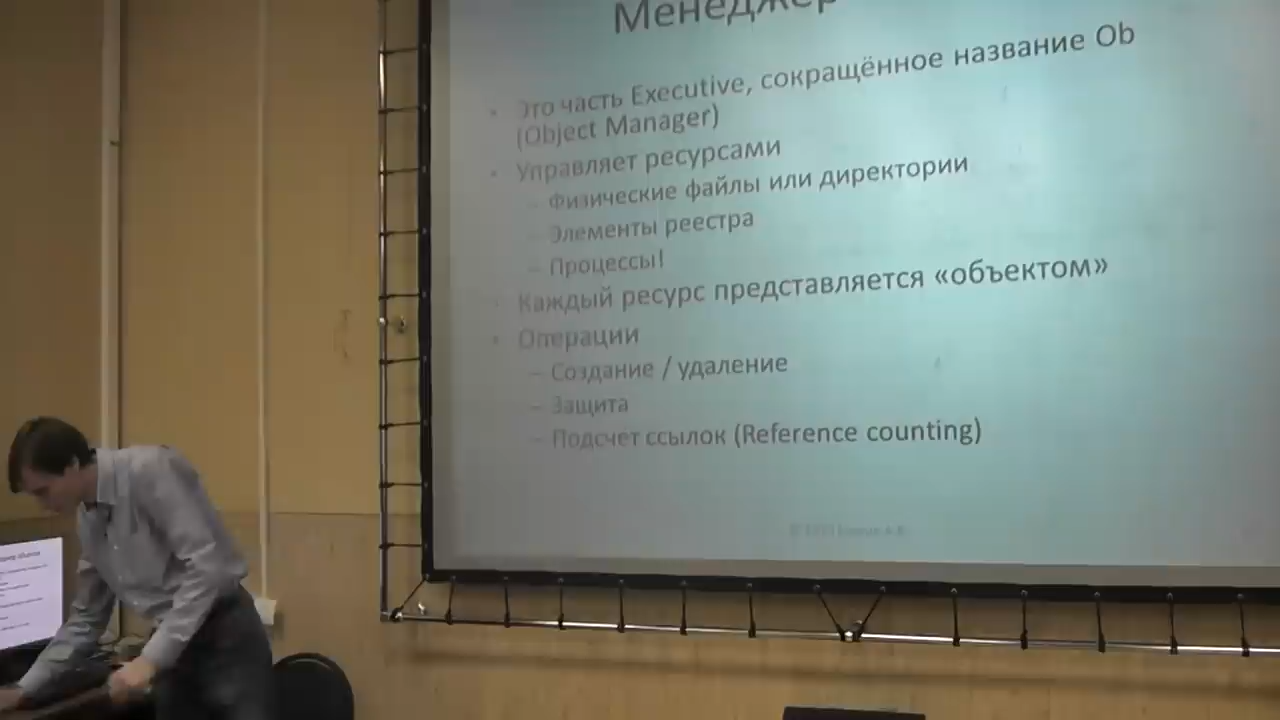 Менеджер
• Это часть Executive, сокращённое название Ob
(Object Manager)
• Управляет ресурсами
– Физические файлы или директории
– Элементы реестра
– Процессы!
• Каждый ресурс представляется «объектом»
• Операции
– Создание / удаление
– Защита
– Подсчет ссылок (Reference counting)